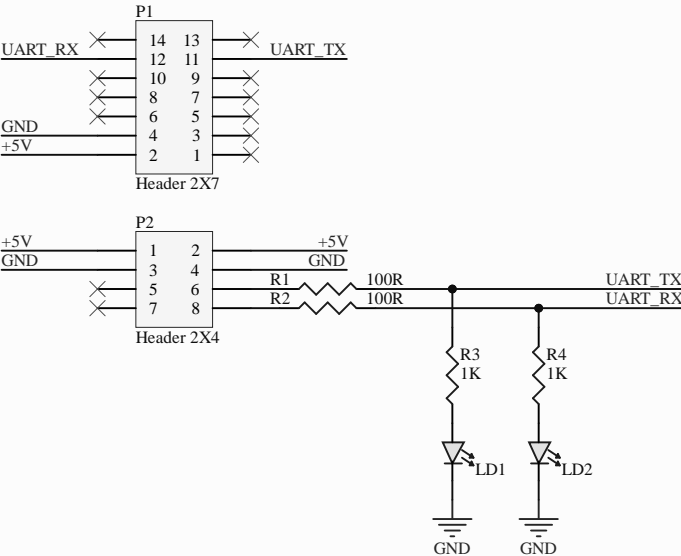 P1
14 13
UART_RX 12 11 UART_TX
10 9
8 7
6 5
GND 4 3
+5V 2 1
Header 2X7
P2
+5V 1 2 +5V
GND 3 4 GND
5 6 R1 100R UART_TX
7 8 R2 100R UART_RX
Header 2X4
R3 R4
1K 1K
LD1 LD2
GND GND